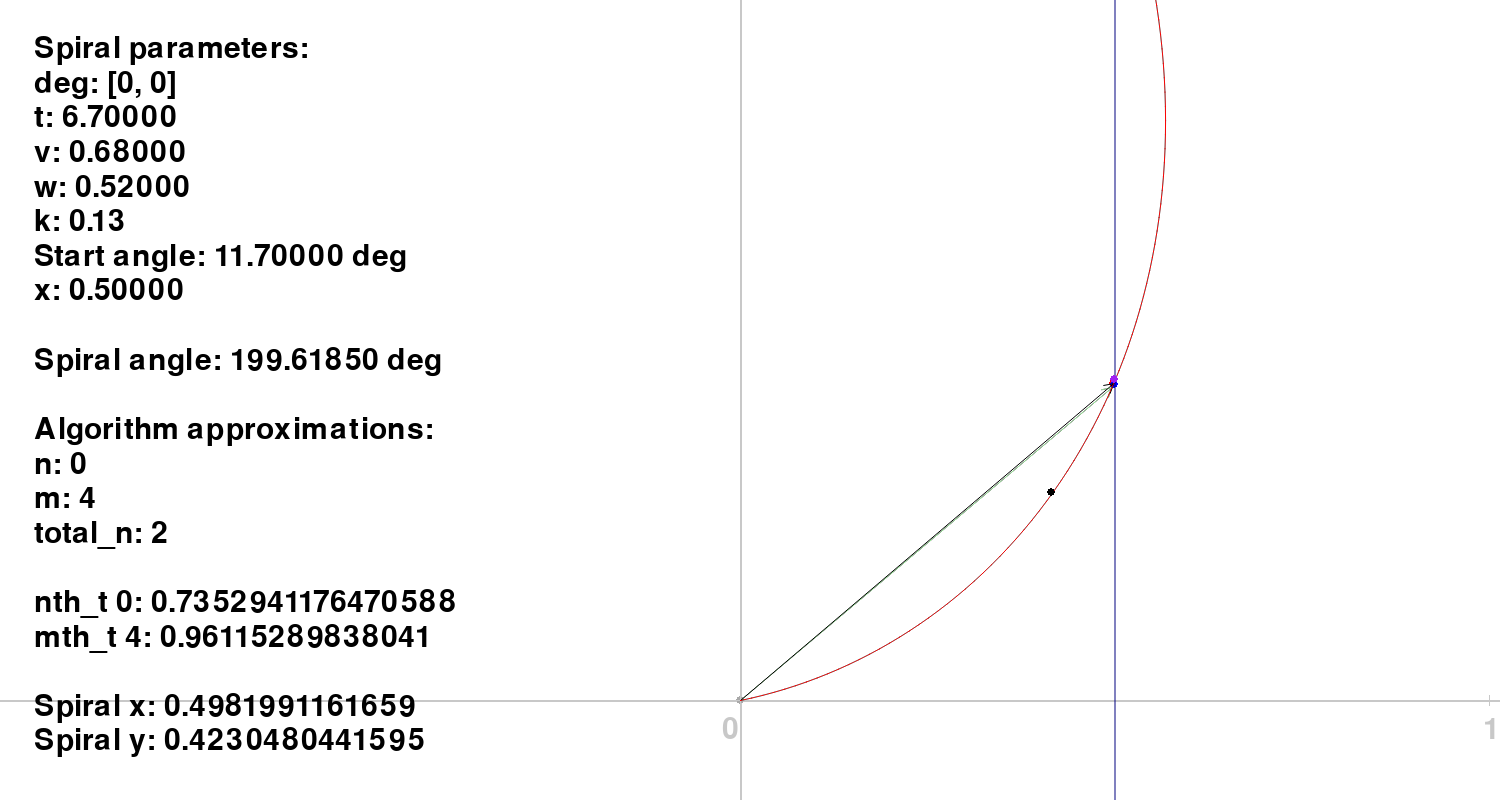 Spiral parameters:
deg: [0, 0]
t: 6.70000
v: 0.68000
w: 0.52000
k: 0.13
Start angle: 11.70000 deg
x: 0.50000
Spiral angle: 199.61850 deg
Algorithm approximations:
n: 0
m: 4
total_n: 2
nth_t 0: 0.7352941176470588
mth_t 4: 0.96115289838041
Spiral x: 0.4981991161659
Spiral y: 0.4230480441595
0
1